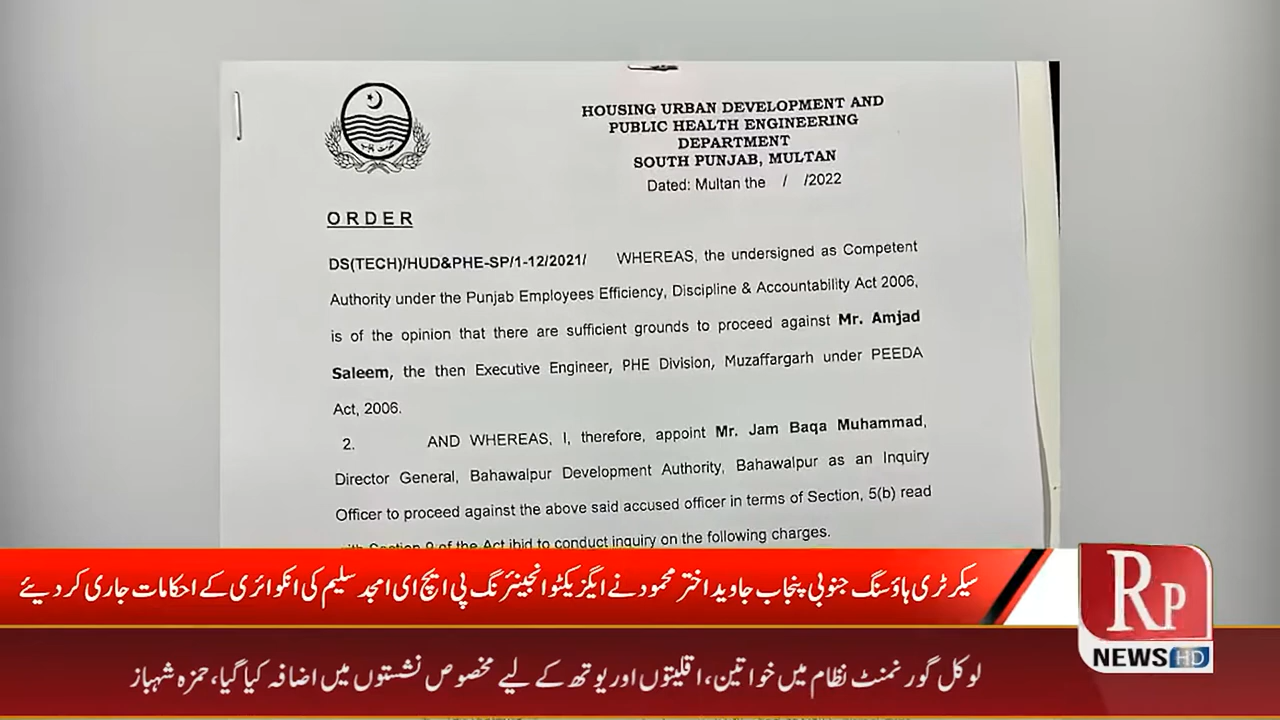 HOUSING URBAN DEVELOPMENT AND
PUBLIC HEALTH ENGINEERING
DEPARTMENT
SOUTH PUNJAB, MULTAN
Dated: Multan the / /2022
ORDER
DS(TECH)/HUD&PHE-SP/1-12/2021/ WHEREAS, the undersigned as Competent
Authority under the Punjab Employees Efficiency, Discipline & Accountability Act 2006,
is of the opinion that there are sufficient grounds to proceed against Mr. Amjad
Saleem, the then Executive Engineer, PHE Division, Muzaffargarh under PEEDA
Act, 2006.
2. AND WHEREAS, I, therefore, appoint Mr. Jam Baqa Muhammad,
Director General, Bahawalpur Development Authority, Bahawalpur as an Inquiry
Officer to proceed against the above said accused officer in terms of Section, 5(b) read
Section 9 of the Act ibid to conduct inquiry on the following charges.
سیکرٹری ہاؤسنگ جنوبی پنجاب جاوید اختر محمود نے ایگزیکٹو انجینئرنگ پی ایچ ای امجد سلیم کی انکوائری کے احکامات جاری کر دیئے
RP
NEWS HD
لوکل گورنمنٹ نظام میں خواتین، اقلیتوں اور یوتھ کے لیے مخصوص نشستوں میں اضافہ کیا گیا، حمزہ شہباز